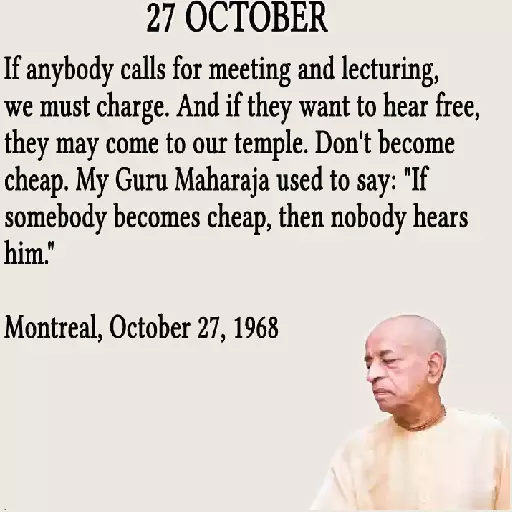 27 OCTOBER
If anybody calls for meeting and lecturing,
we must charge. And if they want to hear free,
they may come to our temple. Don't become
cheap. My Guru Maharaja used to say: "If
somebody becomes cheap, then nobody hears
him."
Montreal, October 27, 1968